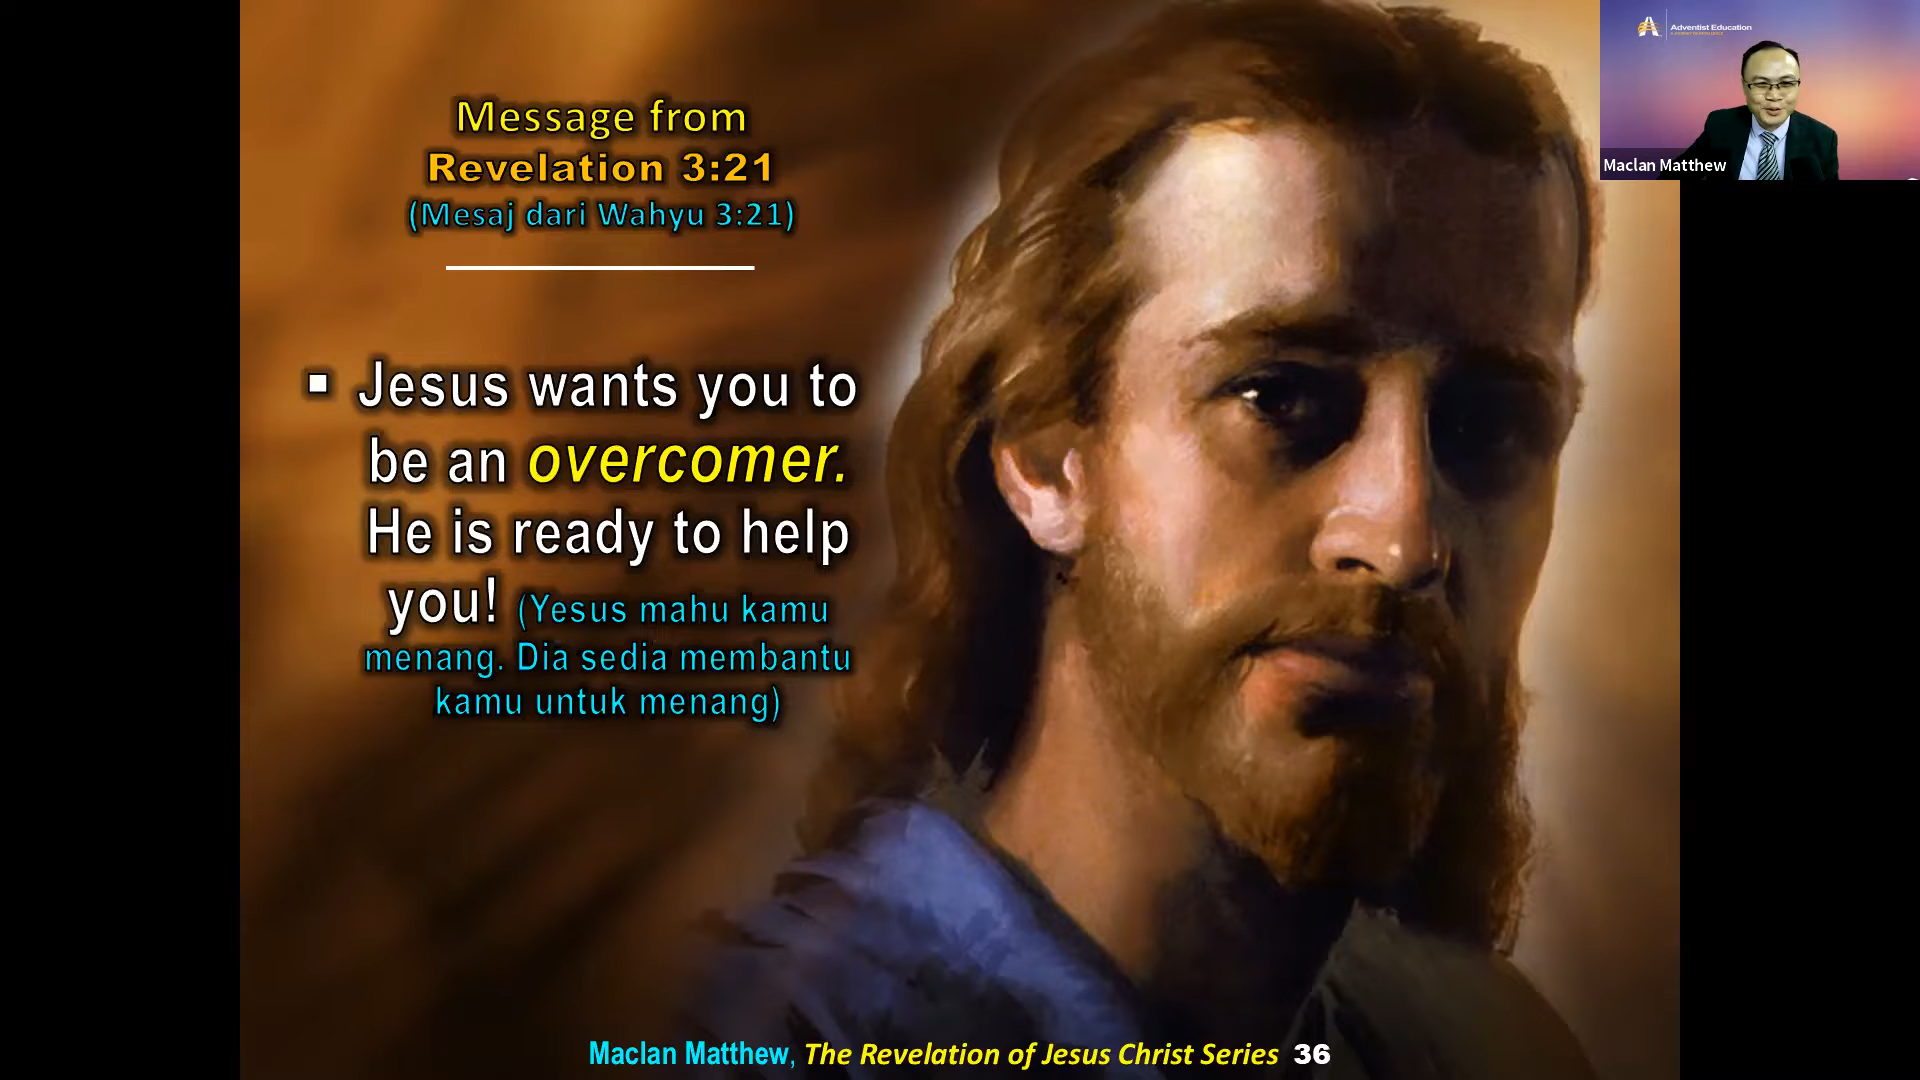 Message from
Revelation 3:21
(Mesaj dari Wahyu 3:21)
▪ Jesus wants you to
be an overcomer.
He is ready to help
you! (Yesus mahu kamu
menang. Dia sedia membantu
kamu untuk menang)
Maclan Matthew, The Revelation of Jesus Christ Series 36
Adventist Education
Maclan Matthew